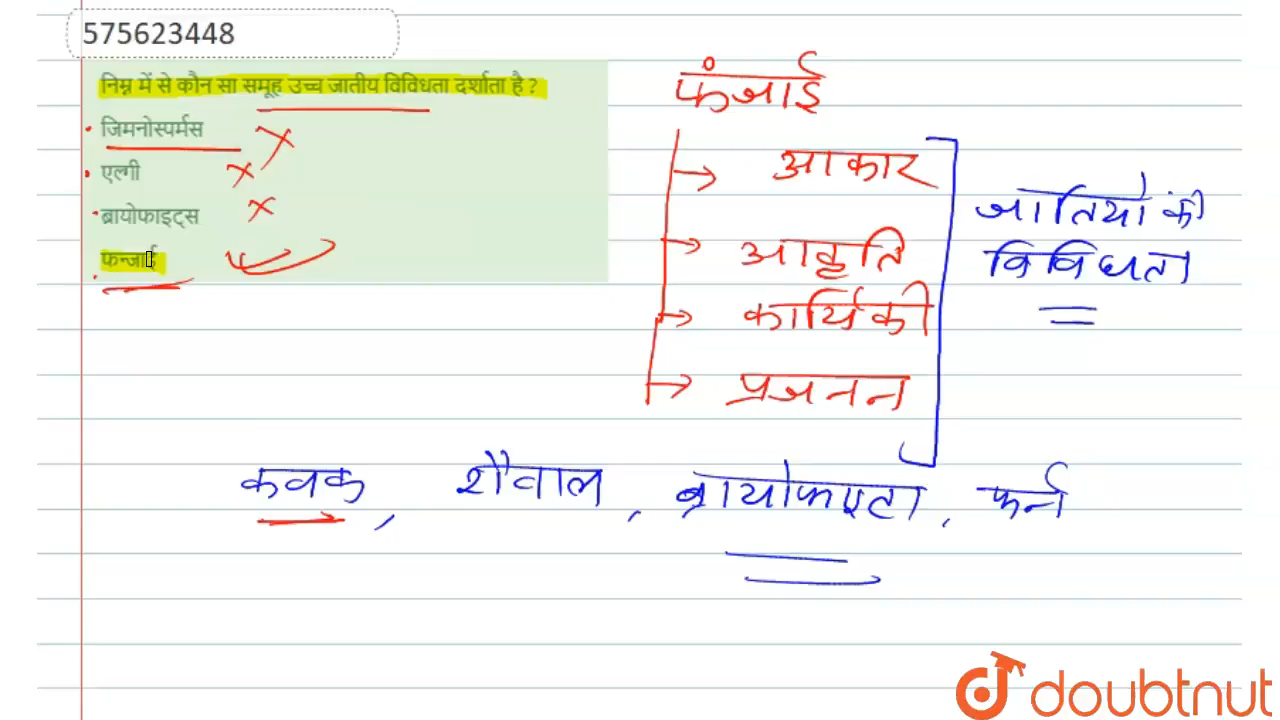 575623448
निम्न में से कौन सा समूह उच्च जातीय विविधता दर्शाता है ?
जिमनोस्पर्मस
एल्गी
ब्रायोफाइट्स
फन्जाई
फंजाई
आकार
आकृति
कार्यिकी
प्रजनन
जातियों की
विविधता
कवक, शैवाल, ब्रायोफाइटा, फर्न
doubtnut